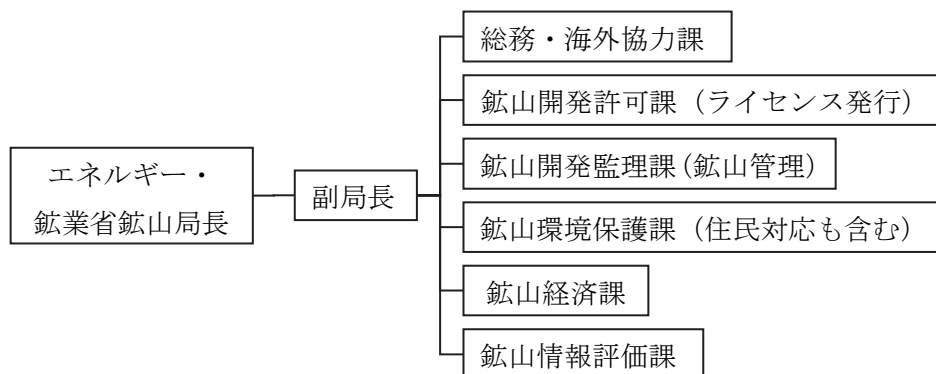 エネルギー・
鉱業省鉱山局長
副局長
総務・海外協力課
鉱山開発許可課（ライセンス発行）
鉱山開発監理課(鉱山管理)
鉱山環境保護課（住民対応も含む）
鉱山経済課
鉱山情報評価課